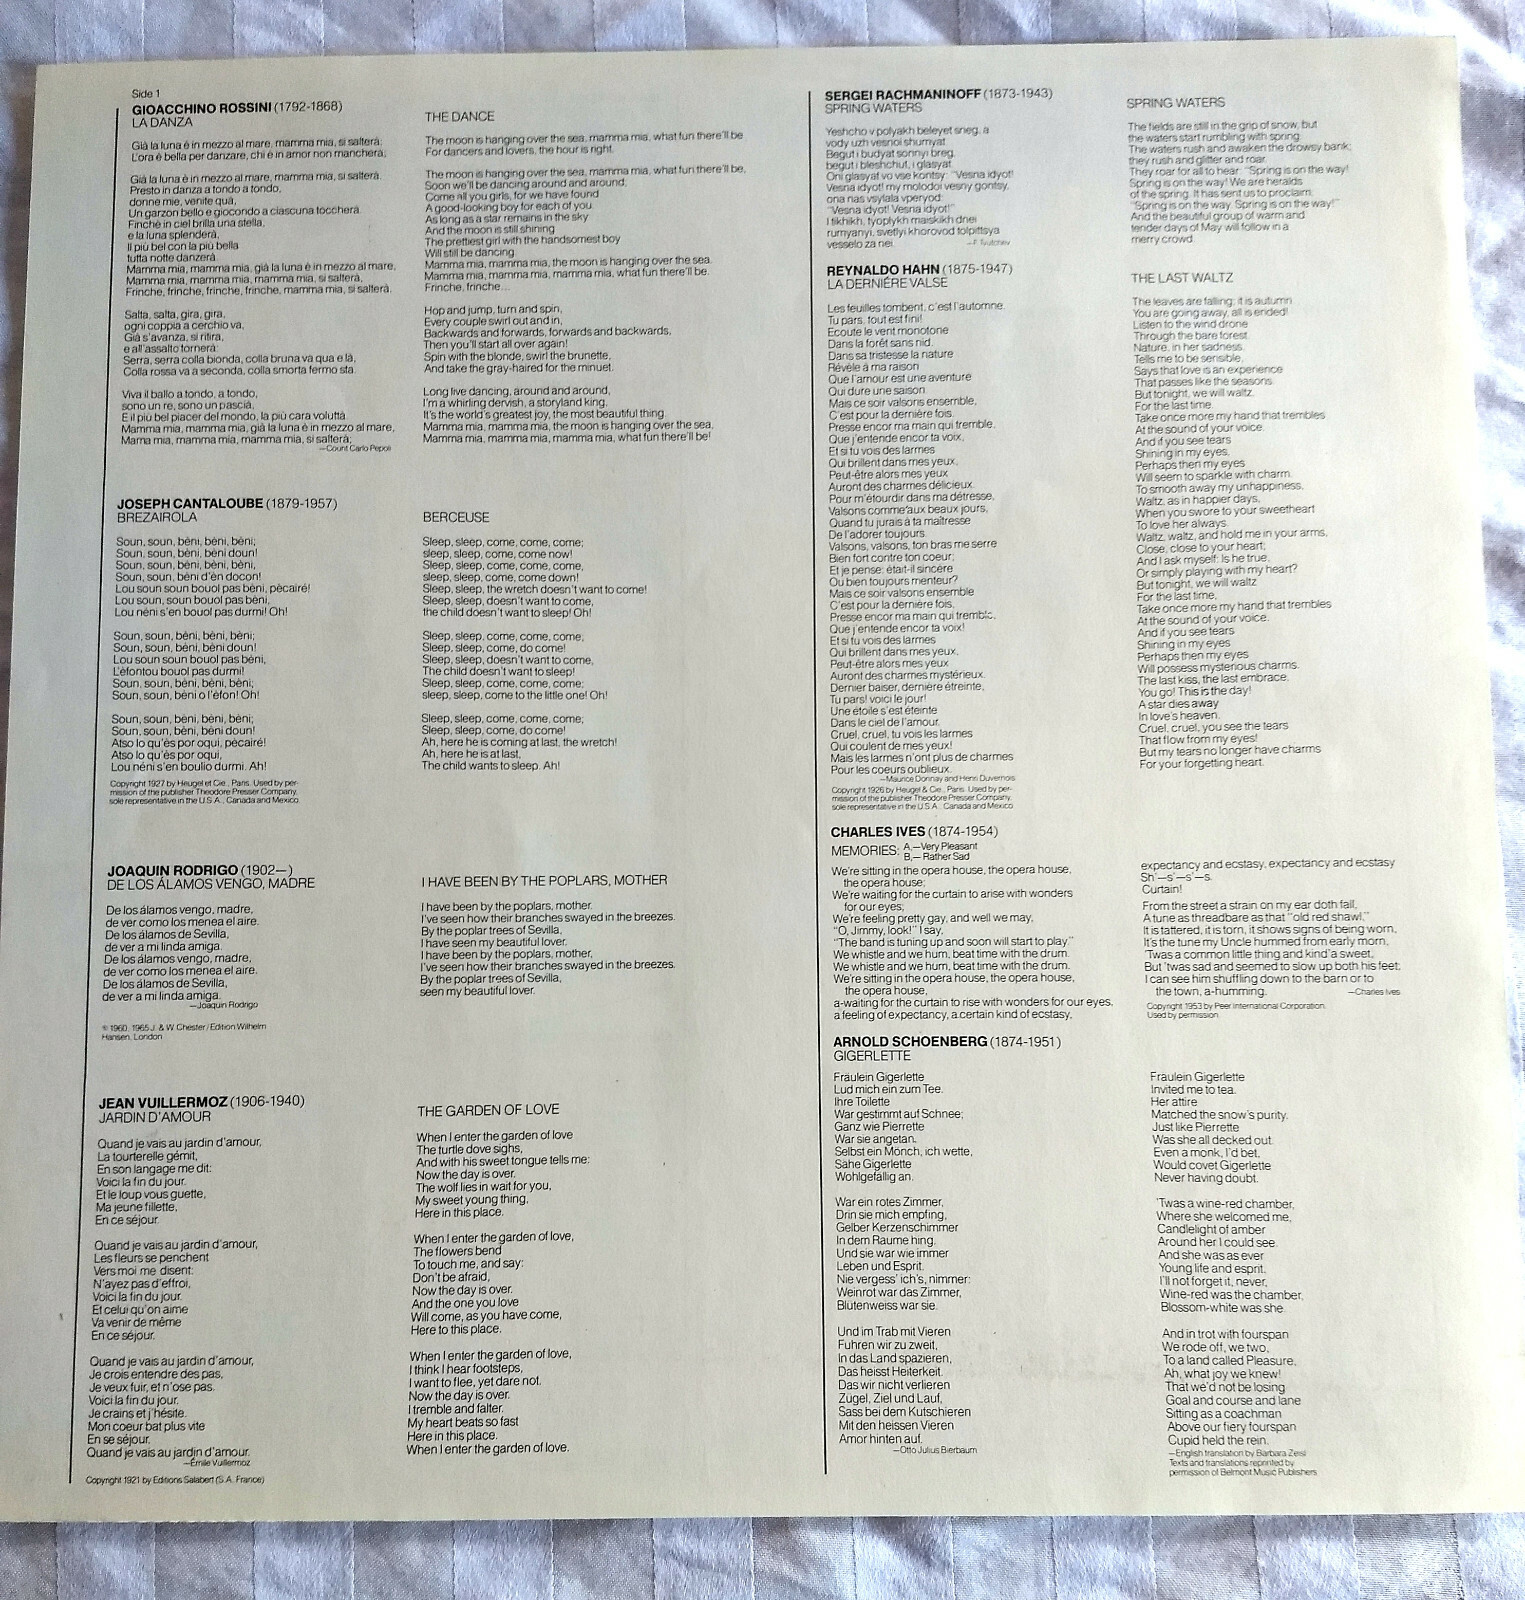 Side 1
GIOACCHINO ROSSINI (1792-1868)
LA DANZA
Già la luna è in mezzo al mare, mamma mia, si salterà;
L'ora è bella per danzare, chi è in amor non mancherà;
Già la luna è in mezzo al mare, mamma mia, si salterà.
Presto in danza a tondo a tondo,
donne mie, venite quà,
Un garzon bello e giocondo a ciascuna toccherà.
Finchè in ciel brilla una stella,
e la luna splenderà,
Il più bel con la più bella
tutta notte danzerà.
Mamma mia, mamma mia, già la luna è in mezzo al mare,
Mamma mia, mamma mia, mamma mia, si salterà,
Frinche, frinche, frinche, frinche, mamma mia, si salterà.
Salta, salta, gira, gira,
ogni coppia a cerchio va,
Già s'avanza, si ritira,
e all'assalto tornerà:
Serra, serra colla bionda, colla bruna va qua e là,
Colla rossa va a seconda, colla smorta fermo sta.
Viva il ballo a tondo, a tondo,
sono un re, sono un pascià,
È il più bel piacer del mondo, la più cara voluttà.
Mamma mia, mamma mia, già la luna è in mezzo al mare,
Mama mia, mamma mia, mamma mia, si salterà;
—Count Carlo Pepoli
THE DANCE
The moon is hanging over the sea, mamma mia, what fun there'll be
For dancers and lovers, the hour is right.
The moon is hanging over the sea, mamma mia, what fun there'll be,
Soon we'll be dancing around and around;
Come all you girls, for we have found
A good-looking boy for each of you.
As long as a star remains in the sky
And the moon is still shining
The prettiest girl with the handsomest boy
Will still be dancing.
Mamma mia, mamma mia, the moon is hanging over the sea.
Mamma mia, mamma mia, mamma mia, what fun there'll be.
Frinche, frinche...
Hop and jump, turn and spin,
Every couple swirl out and in,
Backwards and forwards, forwards and backwards,
Then you'll start all over again!
Spin with the blonde, swirl the brunette,
And take the gray-haired for the minuet.
Long live dancing, around and around,
I'm a whirling dervish, a storyland king,
It's the world's greatest joy, the most beautiful thing.
Mamma mia, mamma mia, the moon is hanging over the sea,
Mamma mia, mamma mia, mamma mia, what fun there'll be!
JOSEPH CANTALOUBE (1879-1957)
BREZAIROLA
Soun, soun, bèni, bèni, bèni;
Soun, soun, bèni, bèni doun!
Soun, soun, bèni, bèni, bèni,
Soun, soun, bèni d'èn docon!
Lou soun soun bouol pas bèni, pècairé!
Lou soun, soun bouol pas bèni,
Lou nèni s'en bouol pas durmi! Oh!
Soun, soun, bèni, bèni, bèni;
Soun, soun, bèni, bèni doun!
Lou soun soun bouol pas bèni,
L'èfontou bouol pas durmi!
Soun, soun, bèni, bèni, bèni;
Soun, soun, bèni o l'èfon! Oh!
Soun, soun, bèni, bèni, bèni;
Soun, soun, bèni, bèni doun!
Atso lo qu'ès por oqui, pècairé!
Atso lo qu'ès por oqui,
Lou nèni s'en boulio durmi. Ah!
Copyright 1927 by Heugel et Cie., Paris. Used by per-
mission of the publisher Theodore Presser Company,
sole representative in the U.S.A., Canada and Mexico.
BERCEUSE
Sleep, sleep, come, come, come;
sleep, sleep, come, come now!
Sleep, sleep, come, come, come,
sleep, sleep, come, come down!
Sleep, sleep, the wretch doesn't want to come!
Sleep, sleep, doesn't want to come,
the child doesn't want to sleep! Oh!
Sleep, sleep, come, come, come;
Sleep, sleep, come, do come!
Sleep, sleep, doesn't want to come,
The child doesn't want to sleep!
Sleep, sleep, come, come, come;
sleep, sleep, come to the little one! Oh!
Sleep, sleep, come, come, come;
Sleep, sleep, come, do come!
Ah, here he is coming at last, the wretch!
Ah, here he is at last,
The child wants to sleep. Ah!
JOAQUIN RODRIGO (1902—)
DE LOS ÁLAMOS VENGO, MADRE
De los álamos vengo, madre,
de ver como los menea el aire.
De los álamos de Sevilla,
de ver a mi linda amiga.
De los álamos vengo, madre,
de ver como los menea el aire.
De los álamos de Sevilla,
de ver a mi linda amiga.
—Joaquin Rodrigo
© 1960, 1965 J. & W. Chester/Edition Wilhelm
Hansen, London
I HAVE BEEN BY THE POPLARS, MOTHER
I have been by the poplars, mother.
I've seen how their branches swayed in the breezes.
By the poplar trees of Sevilla,
I have seen my beautiful lover.
I have been by the poplars, mother,
I've seen how their branches swayed in the breezes.
By the poplar trees of Sevilla,
seen my beautiful lover.
JEAN VUILLERMOZ (1906-1940)
JARDIN D'AMOUR
Quand je vais au jardin d'amour,
La tourterelle gémit,
En son langage me dit:
Voici la fin du jour.
Et le loup vous guette,
Ma jeune fillette,
En ce séjour.
Quand je vais au jardin d'amour,
Les fleurs se penchent
Vers moi me disent:
N'ayez pas d'effroi,
Voici la fin du jour.
Et celui qu'on aime
Va venir de même
En ce séjour.
Quand je vais au jardin d'amour,
Je crois entendre des pas,
Je veux fuir, et n'ose pas.
Voici la fin du jour.
Je crains et j'hésite.
Mon coeur bat plus vite
En se séjour,
Quand je vais au jardin d'amour.
—Émile Vuillermoz
Copyright 1921 by Editions Salabert (S.A. France)
THE GARDEN OF LOVE
When I enter the garden of love
The turtle dove sighs,
And with his sweet tongue tells me:
Now the day is over.
The wolf lies in wait for you,
My sweet young thing,
Here in this place.
When I enter the garden of love,
The flowers bend
To touch me, and say:
Don't be afraid,
Now the day is over.
And the one you love
Will come, as you have come,
Here to this place.
When I enter the garden of love,
I think I hear footsteps,
I want to flee, yet dare not.
Now the day is over.
I tremble and falter.
My heart beats so fast
Here in this place.
When I enter the garden of love.
SERGEI RACHMANINOFF (1873-1943)
SPRING WATERS
Yeshcho v polyakh beleyet sneg, a
vody uzh vesnoi shumyat.
Begut i budyat sonnyi breg,
begut i bleshchut, i glasyat.
Oni glasyat vo vse kontsy: "Vesna idyot!
Vesna idyot! my molodoi vesny gontsy,
ona nas vsylala vperyod:
"Vesna idyot! Vesna idyot!"
I tikhikh, tyoplykh maiskikh dnei
rumyanyi, svetlyi khorovod tolpittsya
vesselo za nei.
—F. Tyutchev
SPRING WATERS
The fields are still in the grip of snow, but
the waters start rumbling with spring.
The waters rush and awaken the drowsy bank;
they rush and glitter and roar.
They roar for all to hear: "Spring is on the way!
Spring is on the way! We are heralds
of the spring. It has sent us to proclaim:
"Spring is on the way. Spring is on the way!"
And the beautiful group of warm and
tender days of May will follow in a
merry crowd.
REYNALDO HAHN (1875-1947)
LA DERNIÉRE VALSE
Les feuilles tombent, c'est l'automne.
Tu pars, tout est fini!
Ecoute le vent monotone
Dans la forêt sans nid.
Dans sa tristesse la nature
Révèle à ma raison
Que l'amour est une aventure
Qui dure une saison.
Mais ce soir valsons ensemble,
C'est pour la dernière fois.
Presse encor ma main qui tremble.
Que j'entende encor ta voix,
Et si tu vois des larmes
Qui brillent dans mes yeux,
Peut-être alors mes yeux
Auront des charmes délicieux.
Pour m'étourdir dans ma détresse,
Valsons comme'aux beaux jours,
Quand tu jurais à ta maîtresse
De l'adorer toujours.
Valsons, valsons, ton bras me serre
Bien fort contre ton coeur;
Et je pense: était-il sincère
Ou bien toujours menteur?
Mais ce soir valsons ensemble
C'est pour la dernière fois,
Presse encor ma main qui tremble.
Que j'entende encor ta voix!
Et si tu vois des larmes
Qui brillent dans mes yeux,
Peut-être alors mes yeux
Auront des charmes mystérieux.
Dernier baiser, dernière étreinte,
Tu pars! voici le jour!
Une étoile s'est éteinte
Dans le ciel de l'amour.
Cruel, cruel, tu vois les larmes
Qui coulent de mes yeux!
Mais les larmes n'ont plus de charmes
Pour les coeurs oublieux.
—Maurice Donnay and Henri Duvernois
Copyright 1926 by Heugel & Cie., Paris. Used by per-
mission of the publisher Theodore Presser Company,
sole representative in the U.S.A., Canada and Mexico
THE LAST WALTZ
The leaves are falling; it is autumn.
You are going away, all is ended!
Listen to the wind drone
Through the bare forest.
Nature, in her sadness,
Tells me to be sensible,
Says that love is an experience
That passes like the seasons.
But tonight, we will waltz,
For the last time.
Take once more my hand that trembles
At the sound of your voice.
And if you see tears
Shining in my eyes,
Perhaps then my eyes
Will seem to sparkle with charm.
To smooth away my unhappiness,
Waltz, as in happier days,
When you swore to your sweetheart
To love her always.
Waltz, waltz, and hold me in your arms,
Close, close to your heart;
And I ask myself: Is he true,
Or simply playing with my heart?
But tonight, we will waltz
For the last time,
Take once more my hand that trembles
At the sound of your voice.
And if you see tears
Shining in my eyes
Perhaps then my eyes
Will possess mysterious charms.
The last kiss, the last embrace.
You go! This is the day!
A star dies away
In love's heaven.
Cruel, cruel, you see the tears
That flow from my eyes!
But my tears no longer have charms
For your forgetting heart.
CHARLES IVES (1874-1954)
MEMORIES: A,—Very Pleasant
B,— Rather Sad
We're sitting in the opera house, the opera house,
the opera house;
We're waiting for the curtain to arise with wonders
for our eyes;
We're feeling pretty gay, and well we may,
"O, Jimmy, look!" I say,
"The band is tuning up and soon will start to play."
We whistle and we hum, beat time with the drum.
We whistle and we hum, beat time with the drum.
We're sitting in the opera house, the opera house,
the opera house,
a-waiting for the curtain to rise with wonders for our eyes,
a feeling of expectancy, a certain kind of ecstasy,
expectancy and ecstasy, expectancy and ecstasy
Sh'—s'—s'—s.
Curtain!
From the street a strain on my ear doth fall,
A tune as threadbare as that "old red shawl,"
It is tattered, it is torn, it shows signs of being worn,
It's the tune my Uncle hummed from early morn,
'Twas a common little thing and kind'a sweet,
But 'twas sad and seemed to slow up both his feet;
I can see him shuffling down to the barn or to
the town, a-humming.
—Charles Ives
Copyright 1953 by Peer International Corporation.
Used by permission.
ARNOLD SCHOENBERG (1874-1951)
GIGERLETTE
Fräulein Gigerlette
Lud mich ein zum Tee.
Ihre Toilette
War gestimmt auf Schnee;
Ganz wie Pierrette
War sie angetan.
Selbst ein Mönch, ich wette,
Sähe Gigerlette
Wohlgefällig an.
War ein rotes Zimmer,
Drin sie mich empfing,
Gelber Kerzenschimmer
In dem Raume hing.
Und sie war wie immer
Leben und Esprit.
Nie vergess' ich's, nimmer:
Weinrot war das Zimmer,
Blütenweiss war sie.
Und im Trab mit Vieren
Fuhren wir zu zweit,
In das Land spazieren,
Das heisst Heiterkeit.
Das wir nicht verlieren
Zügel, Ziel und Lauf,
Sass bei dem Kutschieren
Mit den heissen Vieren
Amor hinten auf.
—Otto Julius Bierbaum
Fraulein Gigerlette
Invited me to tea.
Her attire
Matched the snow's purity.
Just like Pierrette
Was she all decked out.
Even a monk, I'd bet,
Would covet Gigerlette
Never having doubt.
'Twas a wine-red chamber,
Where she welcomed me,
Candlelight of amber
Around her I could see.
And she was as ever
Young life and esprit.
I'll not forget it, never,
Wine-red was the chamber,
Blossom-white was she.
And in trot with fourspan
We rode off, we two,
To a land called Pleasure,
Ah, what joy we knew!
That we'd not be losing
Goal and course and lane
Sitting as a coachman
Above our fiery fourspan
Cupid held the rein.
—English translation by Barbara Zeisl
Texts and translations reprinted by
permission of Belmont Music Publishers